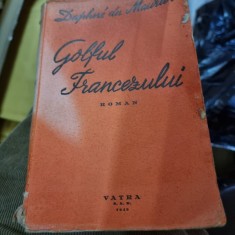 Daphné du Maurier
Golful
Francezului
ROMAN
VATRA